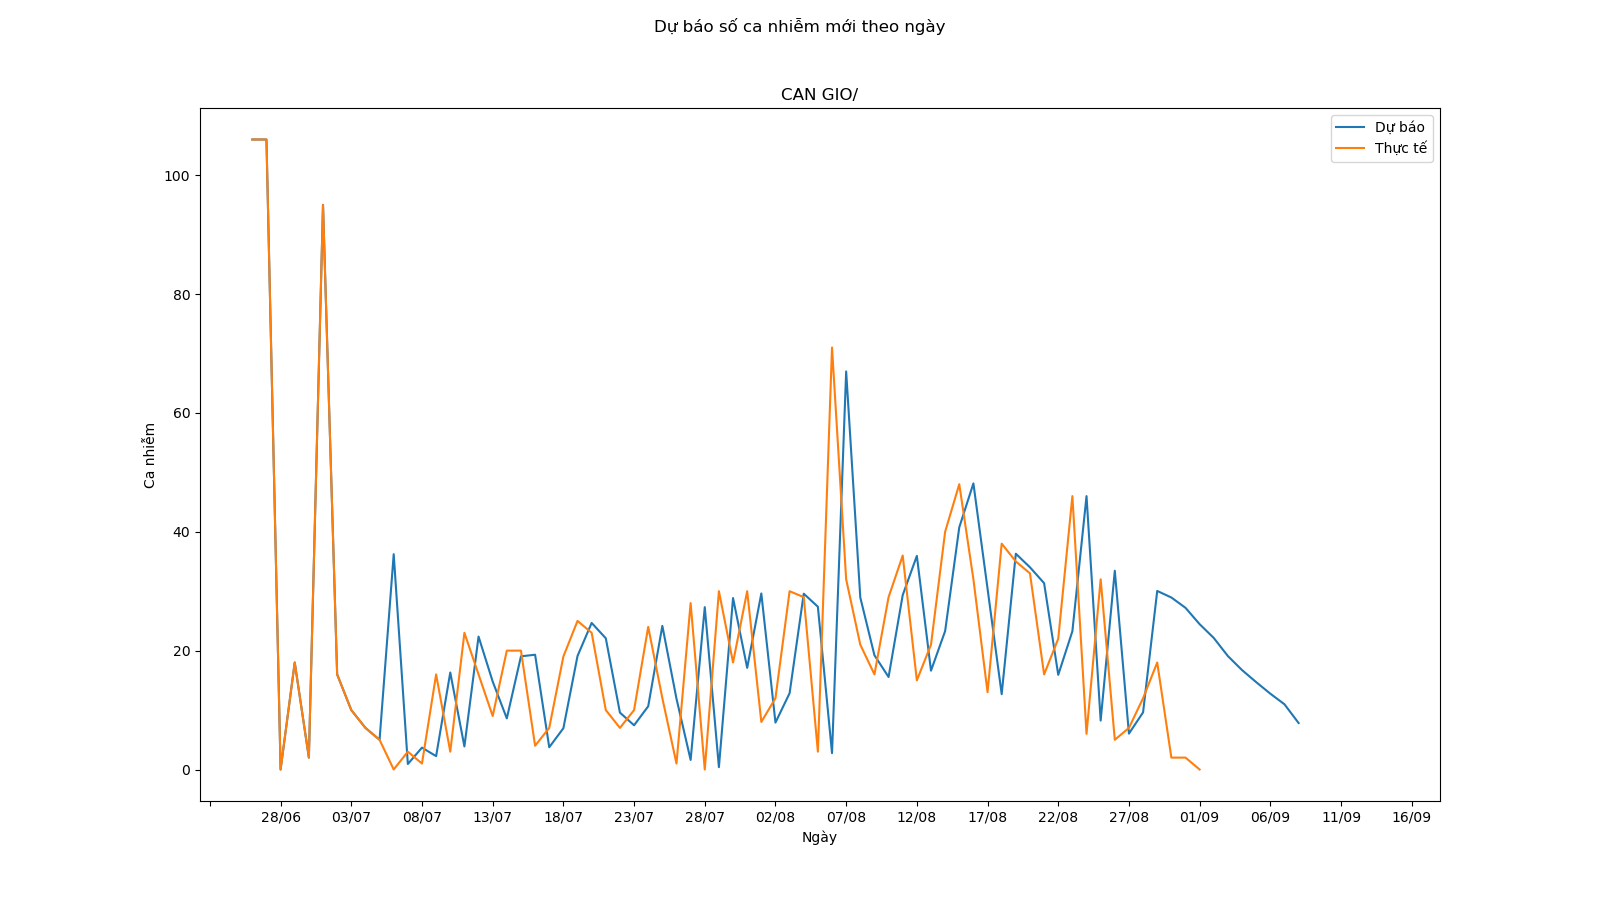 Dự báo số ca nhiễm mới theo ngày
CAN GIO/
Dự báo
Thực tế
100
80
60
40
20
0
Ca nhiễm
28/06 03/07 08/07 13/07 18/07 23/07 28/07 02/08 07/08 12/08 17/08 22/08 27/08 01/09 06/09 11/09 16/09
Ngày